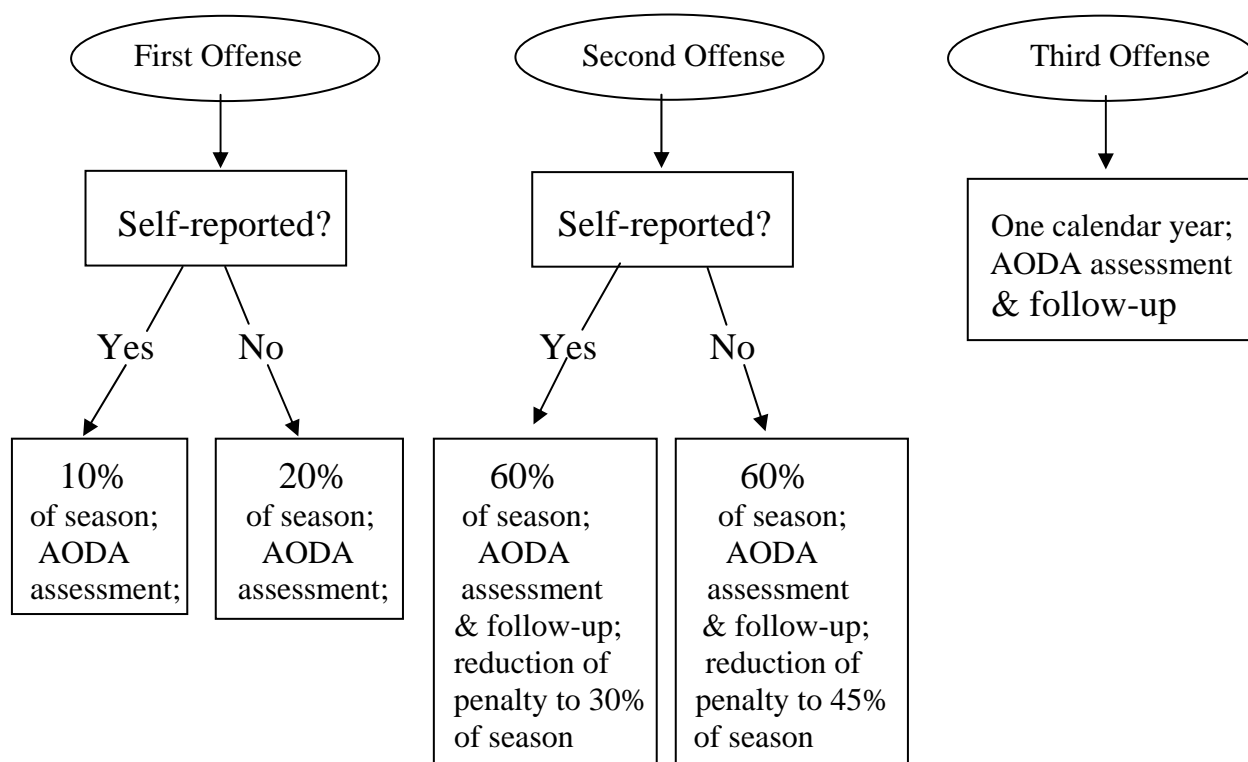 First Offense
Self-reported?
Yes
No
10%
of season;
AODA
assessment;
20%
of season;
AODA
assessment;
Second Offense
Self-reported?
Yes
No
60%
of season;
AODA
assessment
& follow-up;
reduction of
penalty to 30%
of season
60%
of season;
AODA
assessment
& follow-up;
reduction of
penalty to 45%
of season
Third Offense
One calendar year;
AODA assessment
& follow-up